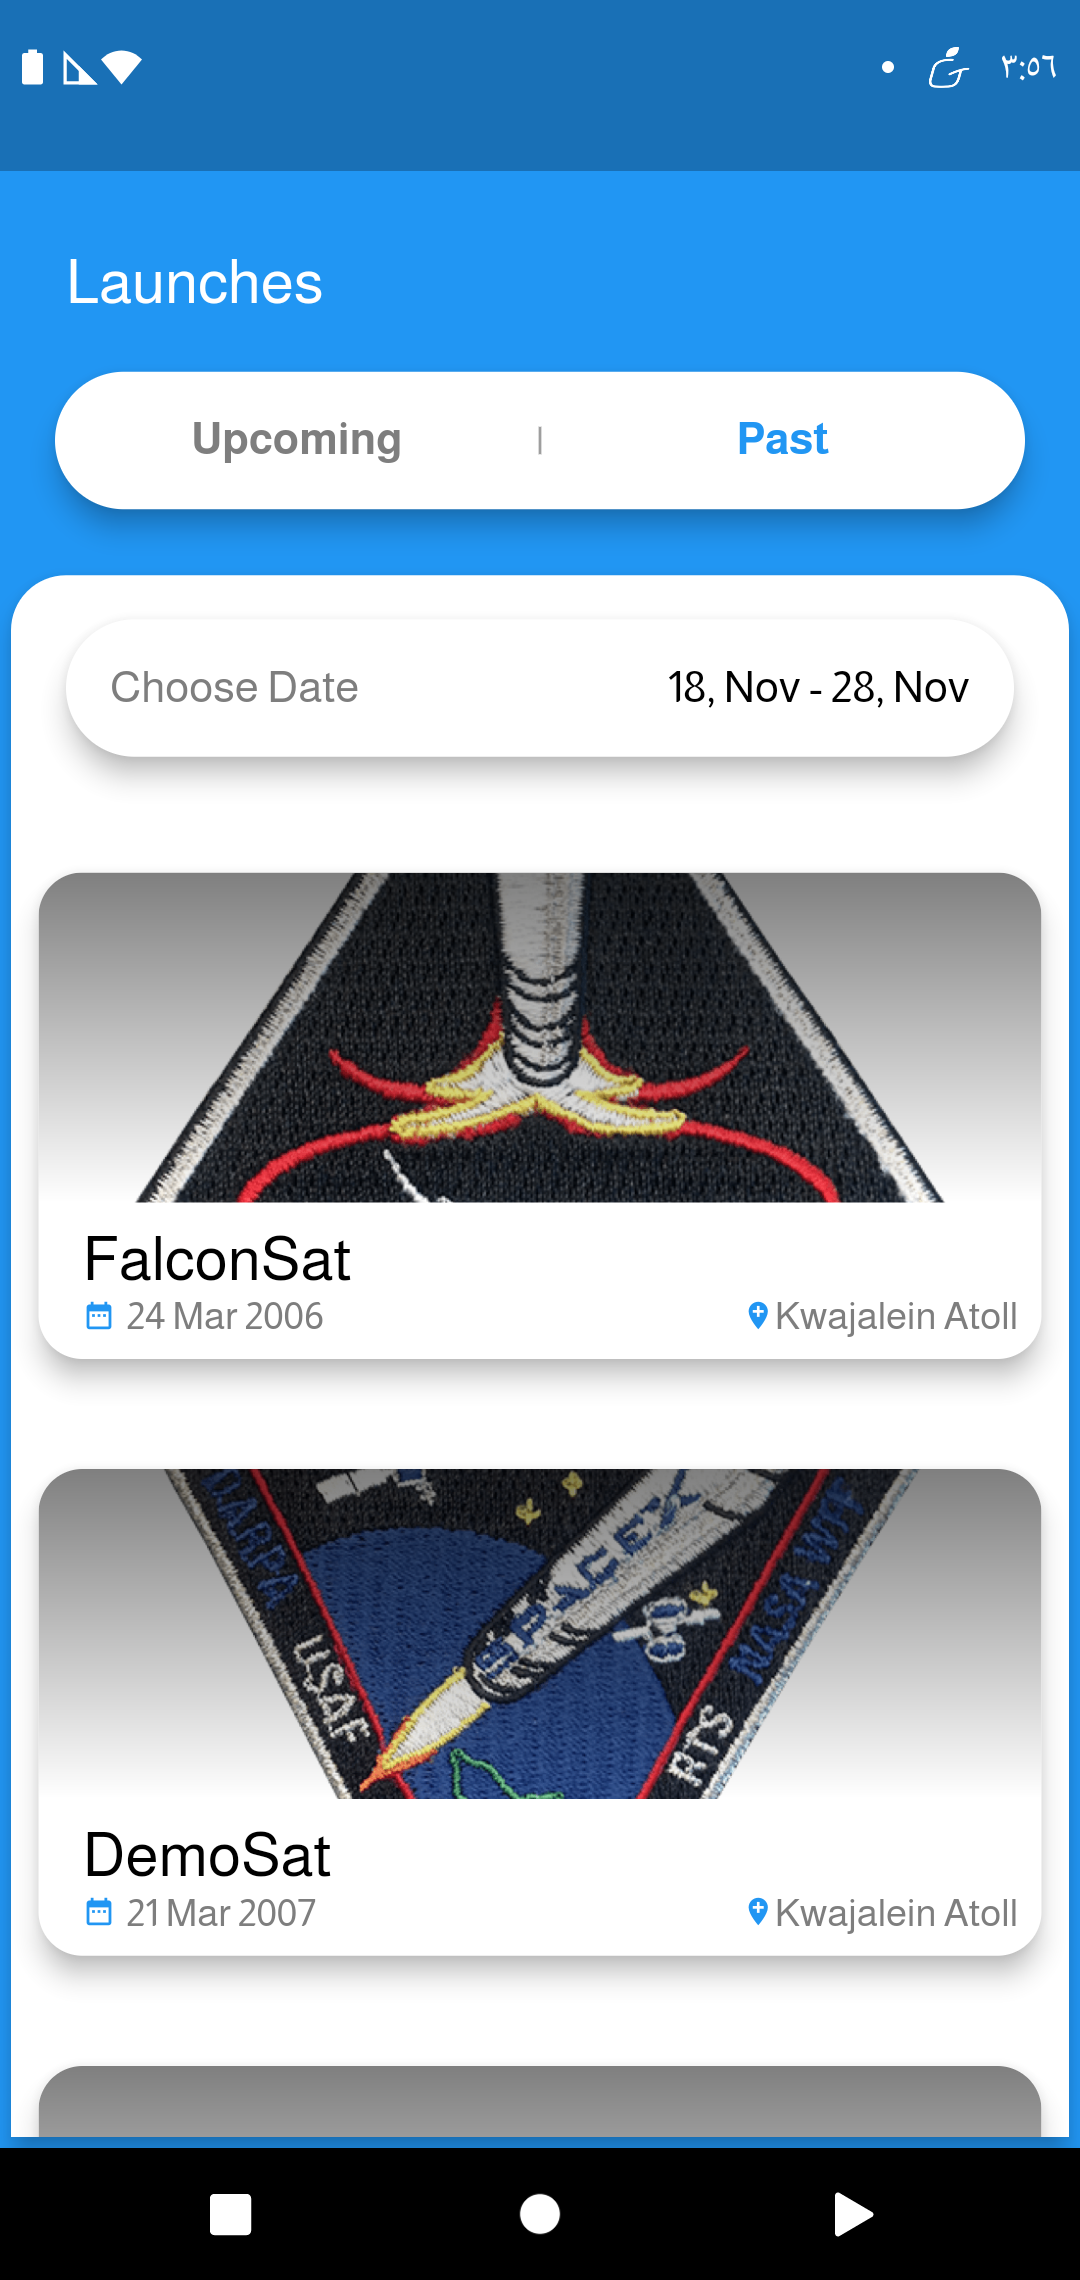 ٣:٥٦
Launches
Upcoming | Past
Choose Date 18, Nov - 28, Nov
FalconSat
24 Mar 2006 Kwajalein Atoll
DARPA
USAF
SPACEX
NASA WFF
RTS
DemoSat
21 Mar 2007 Kwajalein Atoll